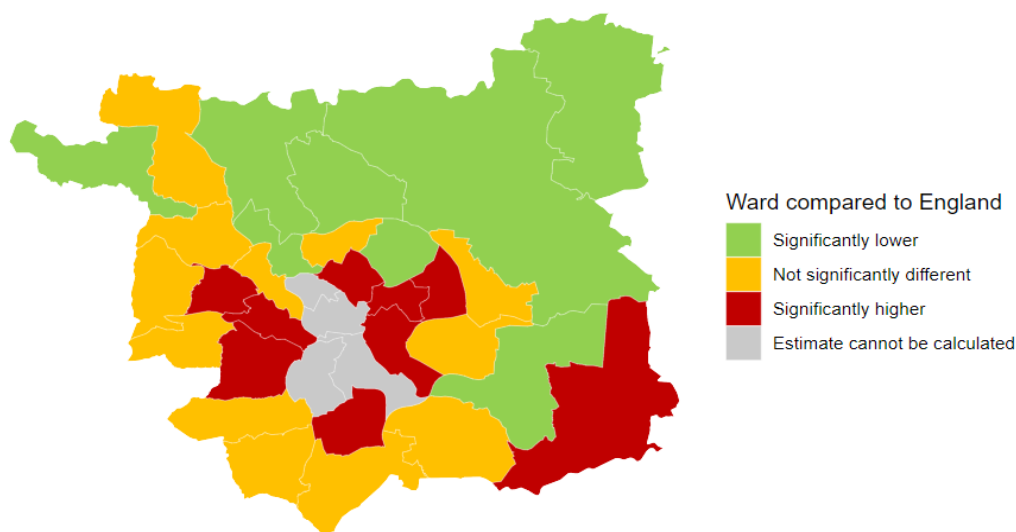 Ward compared to England
Significantly lower
Not significantly different
Significantly higher
Estimate cannot be calculated